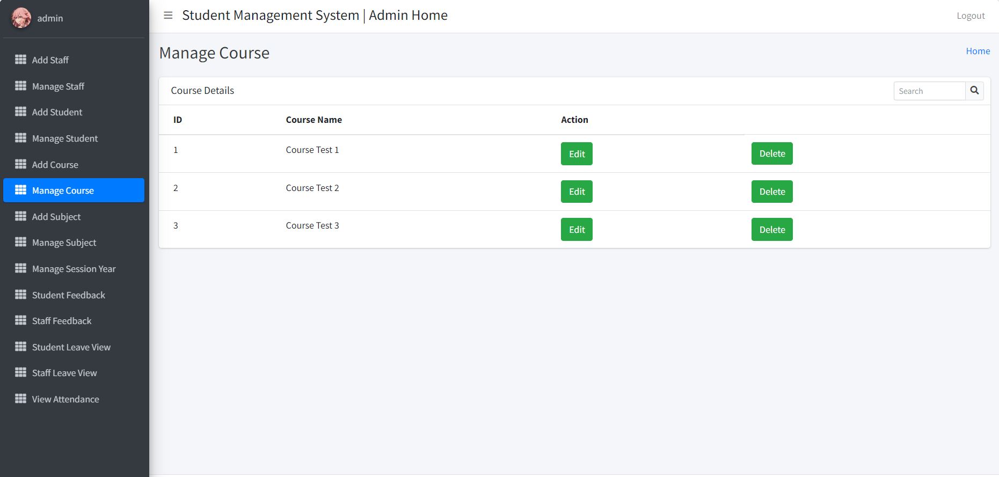 admin
Add Staff
Manage Staff
Add Student
Manage Student
Add Course
Manage Course
Add Subject
Manage Subject
Manage Session Year
Student Feedback
Staff Feedback
Student Leave View
Staff Leave View
View Attendance
Student Management System | Admin Home
Logout
Manage Course
Home
Course Details
Search
ID Course Name Action
1 Course Test 1 Edit Delete
2 Course Test 2 Edit Delete
3 Course Test 3 Edit Delete